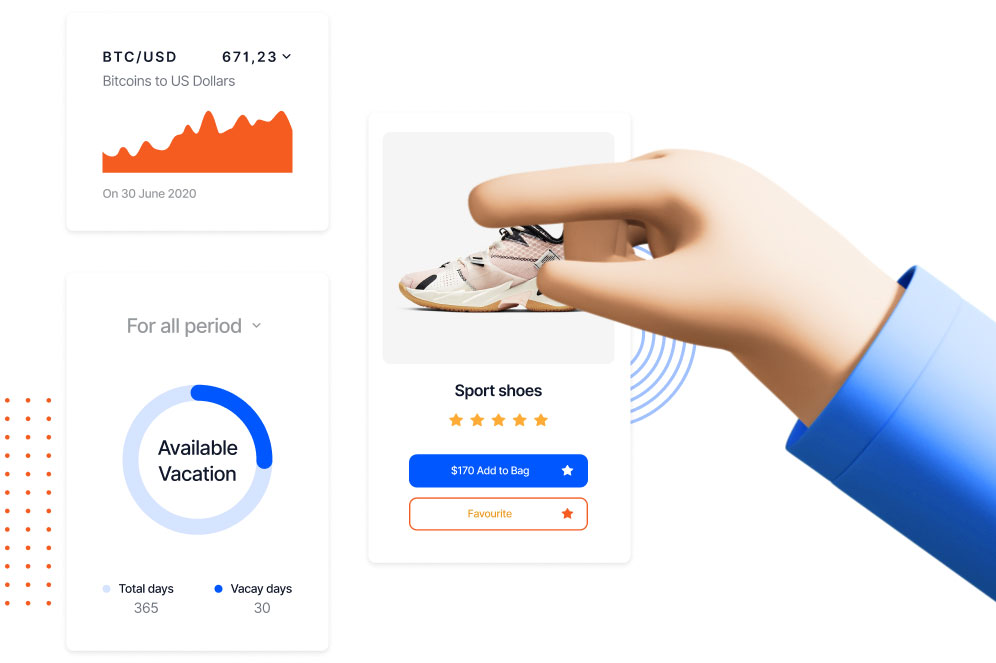 BTC/USD 671,23
Bitcoins to US Dollars
On 30 June 2020
For all period
Available
Vacation
Total days
365
Vacay days
30
Sport shoes
$170 Add to Bag
Favourite